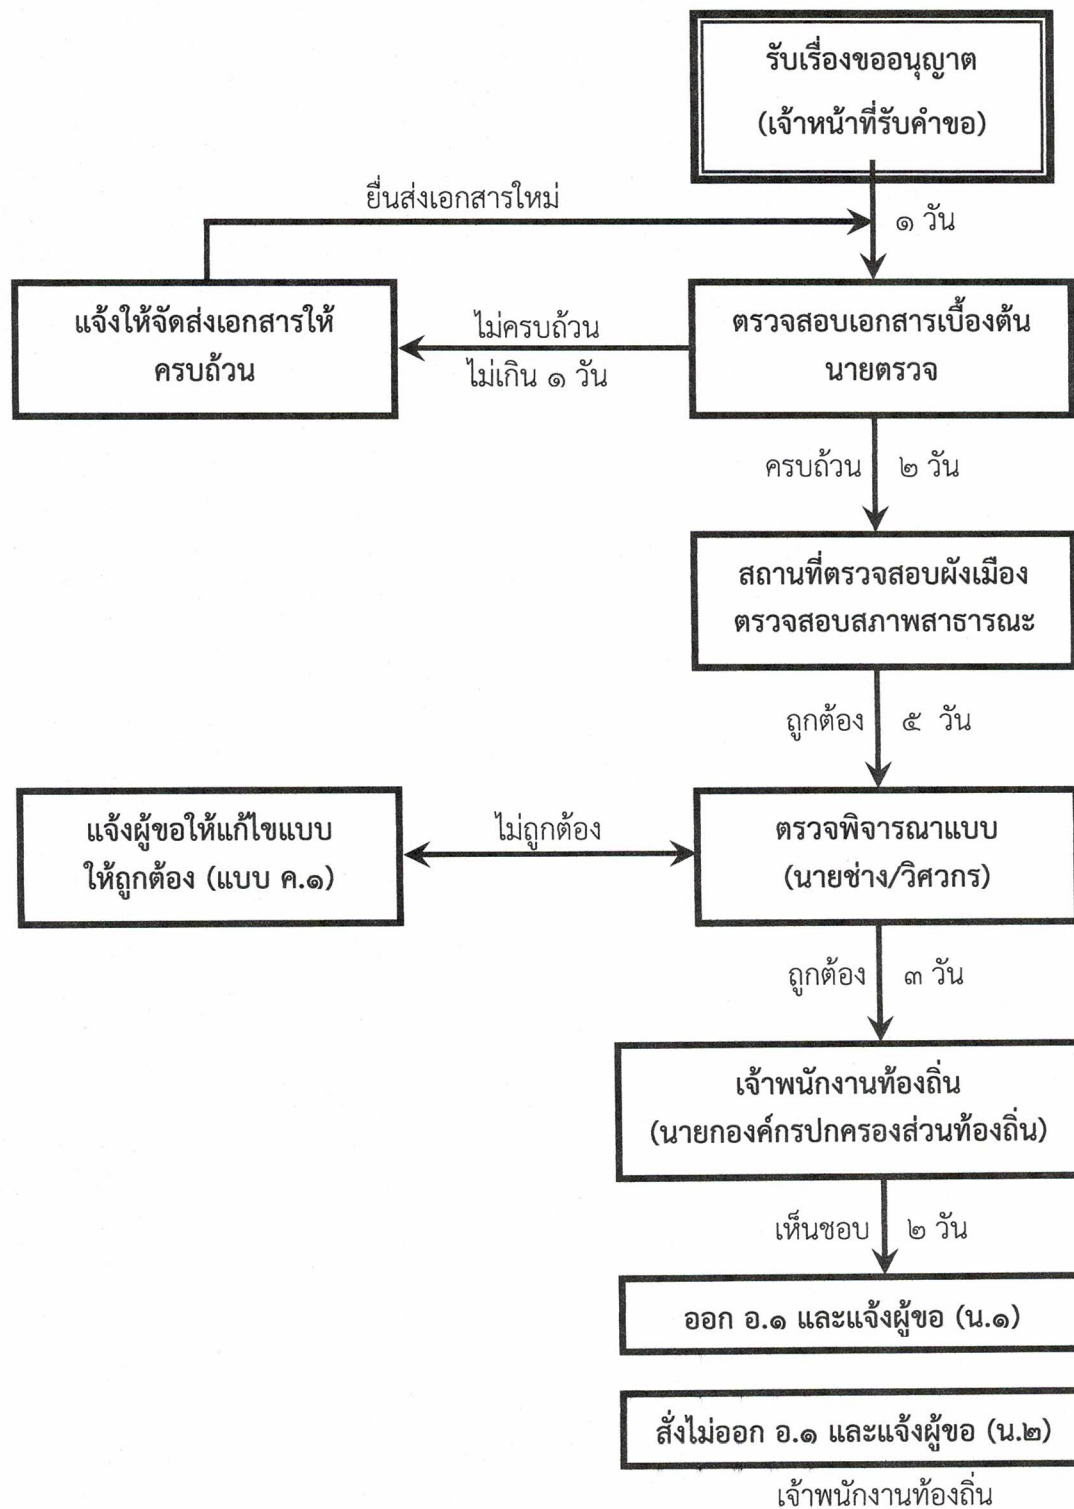 รับเรื่องขออนุญาต
(เจ้าหน้าที่รับคำขอ)
ยื่นส่งเอกสารใหม่
๑ วัน
แจ้งให้จัดส่งเอกสารให้
ครบถ้วน
ไม่ครบถ้วน
ไม่เกิน ๑ วัน
ตรวจสอบเอกสารเบื้องต้น
นายตรวจ
ครบถ้วน
๒ วัน
สถานที่ตรวจสอบผังเมือง
ตรวจสอบสภาพสาธารณะ
ถูกต้อง
๕ วัน
แจ้งผู้ขอให้แก้ไขแบบ
ให้ถูกต้อง (แบบ ค.๑)
ไม่ถูกต้อง
ตรวจพิจารณาแบบ
(นายช่าง/วิศวกร)
ถูกต้อง
๓ วัน
เจ้าพนักงานท้องถิ่น
(นายกองค์กรปกครองส่วนท้องถิ่น)
เห็นชอบ
๒ วัน
ออก อ.๑ และแจ้งผู้ขอ (น.๑)
สั่งไม่ออก อ.๑ และแจ้งผู้ขอ (น.๒)
เจ้าพนักงานท้องถิ่น